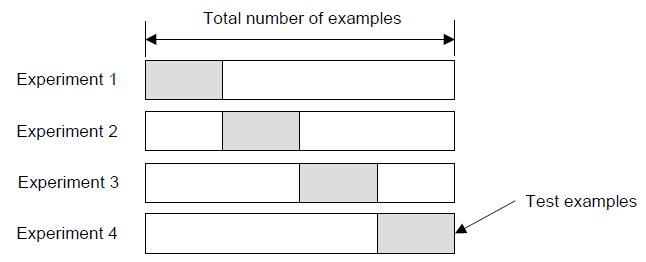 Total number of examples
Experiment 1
Experiment 2
Experiment 3
Experiment 4
Test examples